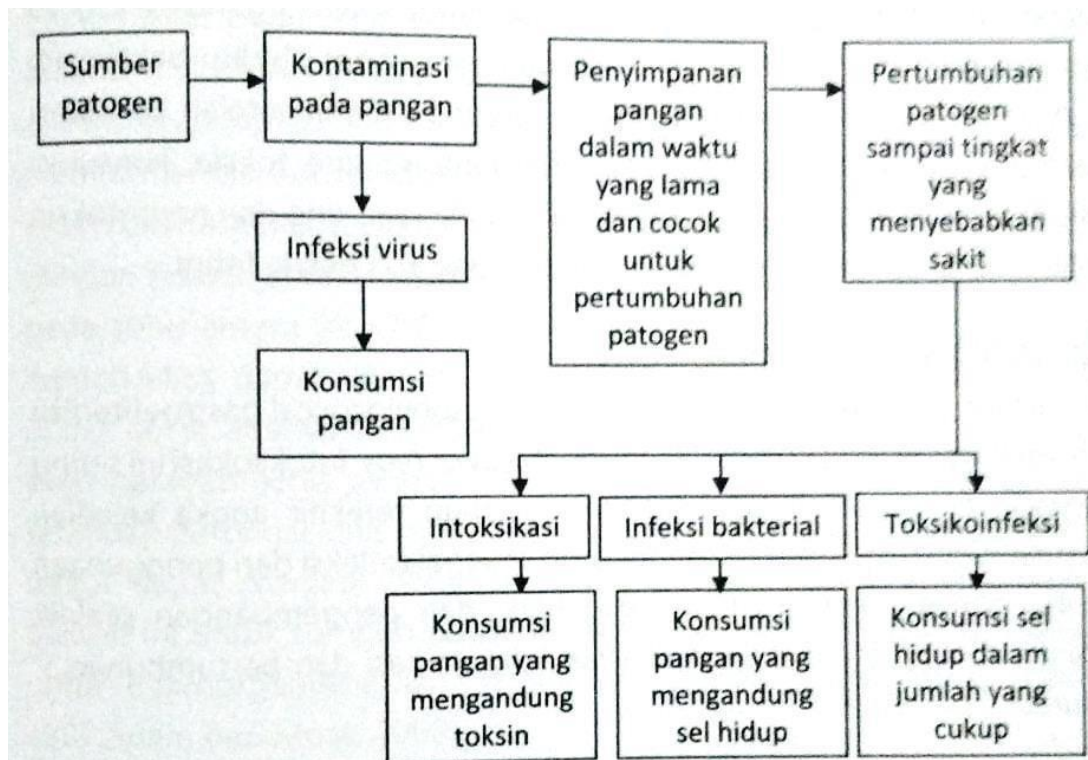 Sumber
patogen
Kontaminasi
pada pangan
Penyimpanan
pangan
dalam waktu
yang lama
dan cocok
untuk
pertumbuhan
patogen
Pertumbuhan
patogen
sampai tingkat
yang
menyebabkan
sakit
Infeksi virus
Konsumsi
pangan
Intoksikasi
Infeksi bakterial
Toksikoinfeksi
Konsumsi
pangan yang
mengandung
toksin
Konsumsi
pangan yang
mengandung
sel hidup
Konsumsi sel
hidup dalam
jumlah yang
cukup